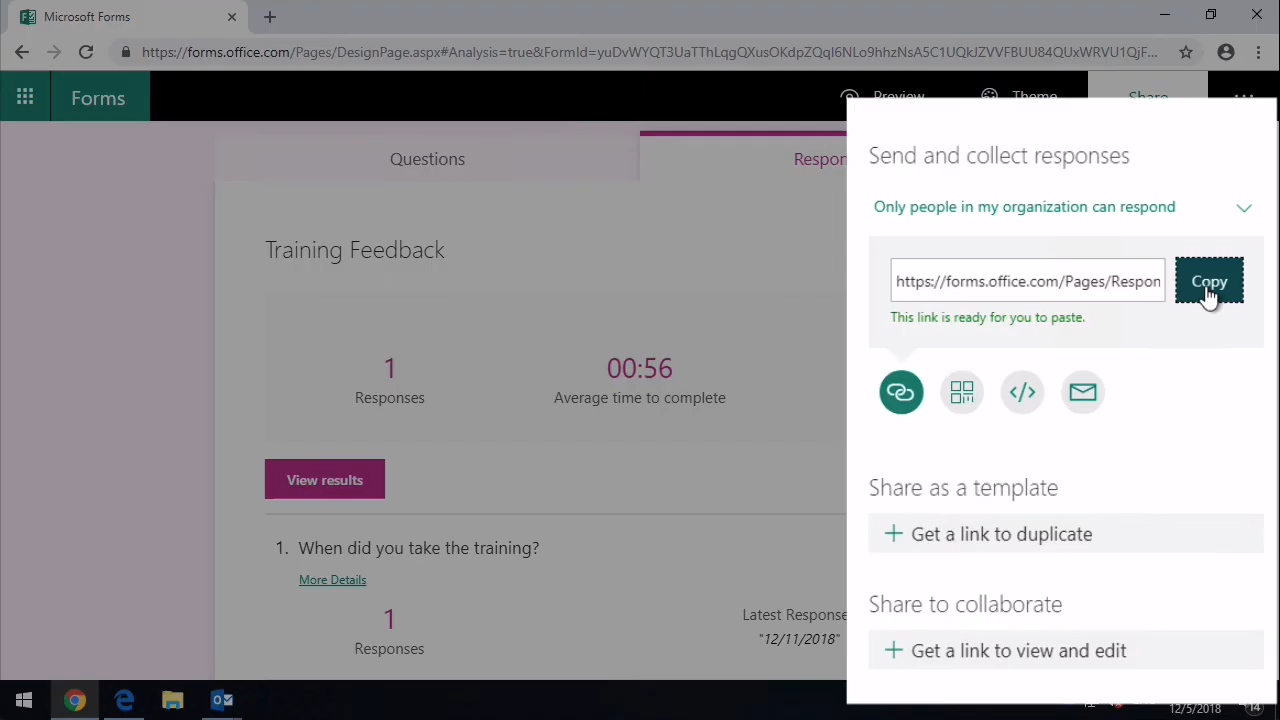 Microsoft Forms
https://forms.office.com/Pages/DesignPage.aspx#Analysis=true&FormId=yuDvWYQT3UaTThLqgQXusOKdpZQqI6NLo9hhzNsA5C1UQkJZVVFBUU84QUxWRVU1QjF...
Forms
Preview
Theme
Share
Questions
Respon
Training Feedback
1
Responses
00:56
Average time to complete
View results
1. When did you take the training?
More Details
1
Responses
Latest Response
"12/11/2018"
Send and collect responses
Only people in my organization can respond
https://forms.office.com/Pages/Respon
Copy
This link is ready for you to paste.
Share as a template
+ Get a link to duplicate
Share to collaborate
+ Get a link to view and edit
12/5/2018
14